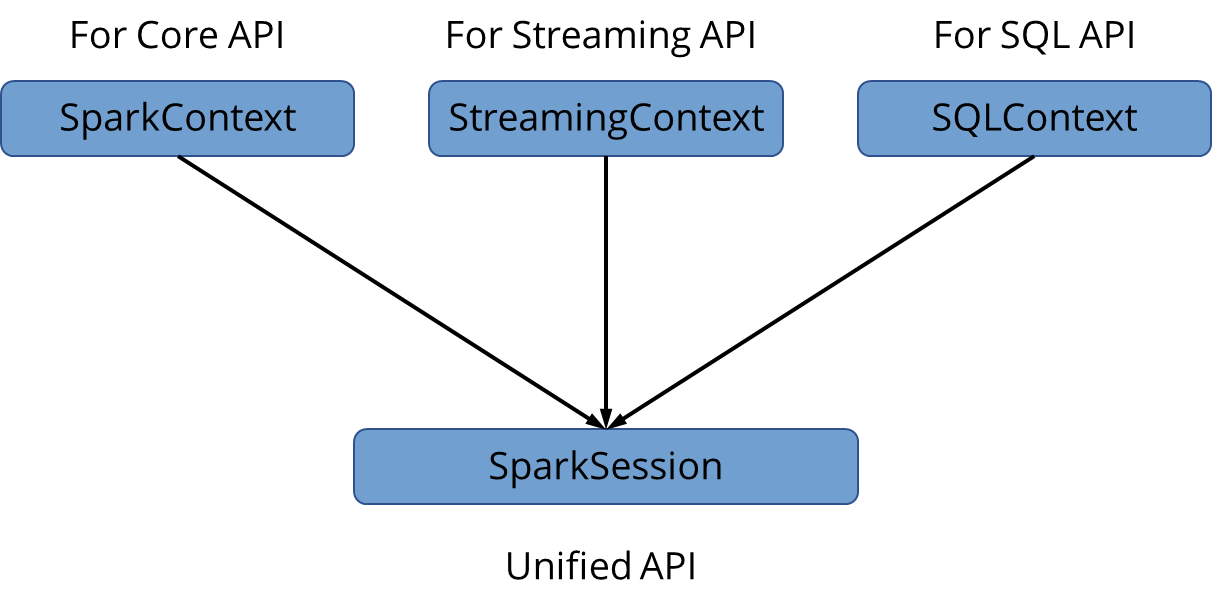 For Core API
For Streaming API
For SQL API
SparkContext
StreamingContext
SQLContext
SparkSession
Unified API